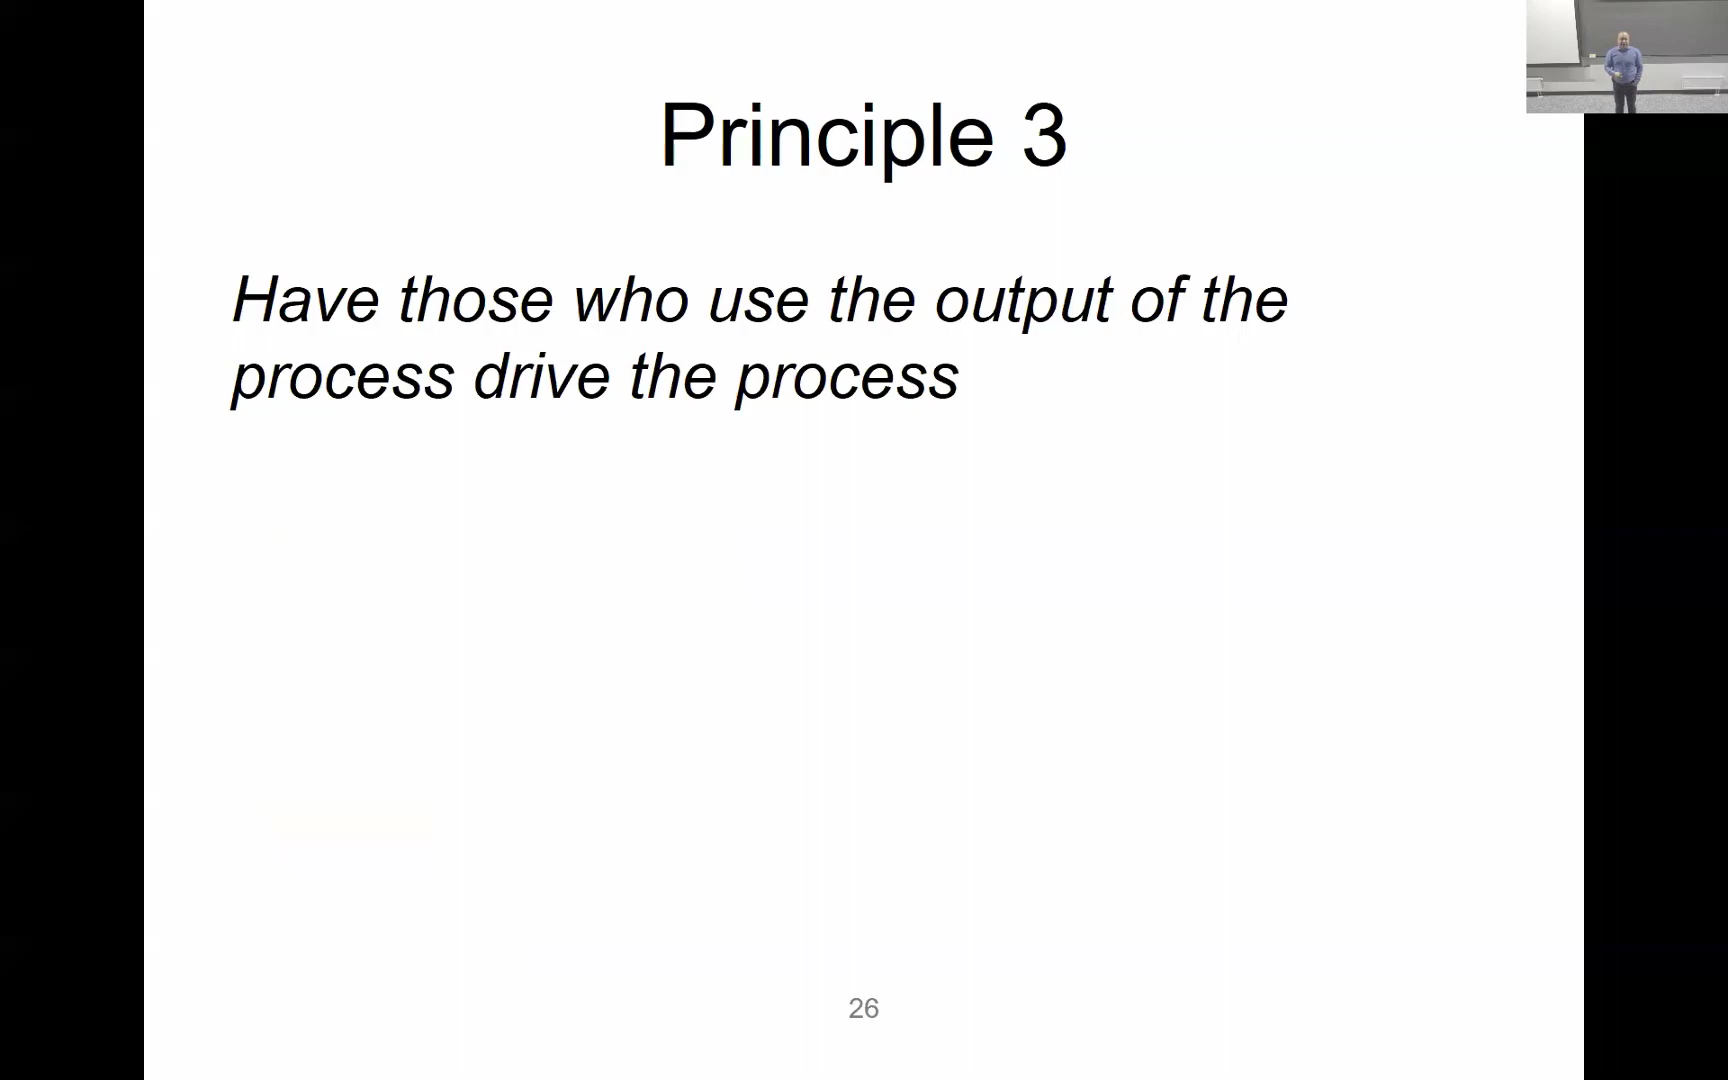 Principle 3
Have those who use the output of the
process drive the process
26